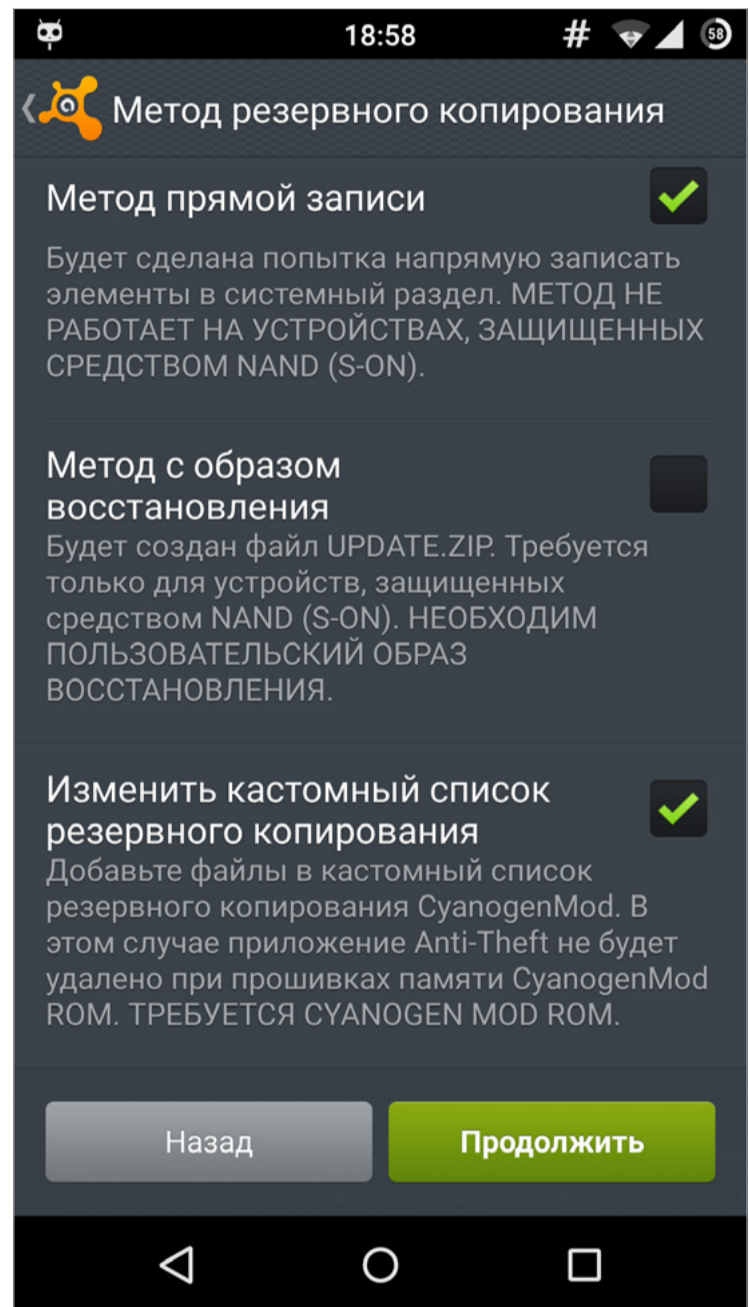 18:58
#
58
Метод резервного копирования
Метод прямой записи
Будет сделана попытка напрямую записать
элементы в системный раздел. МЕТОД НЕ
РАБОТАЕТ НА УСТРОЙСТВАХ, ЗАЩИЩЕННЫХ
СРЕДСТВОМ NAND (S-ON).
Метод с образом
восстановления
Будет создан файл UPDATE.ZIP. Требуется
только для устройств, защищенных
средством NAND (S-ON). НЕОБХОДИМ
ПОЛЬЗОВАТЕЛЬСКИЙ ОБРАЗ
ВОССТАНОВЛЕНИЯ.
Изменить кастомный список
резервного копирования
Добавьте файлы в кастомный список
резервного копирования CyanogenMod. В
этом случае приложение Anti-Theft не будет
удалено при прошивках памяти CyanogenMod
ROM. ТРЕБУЕТСЯ CYANOGEN MOD ROM.
Назад
Продолжить